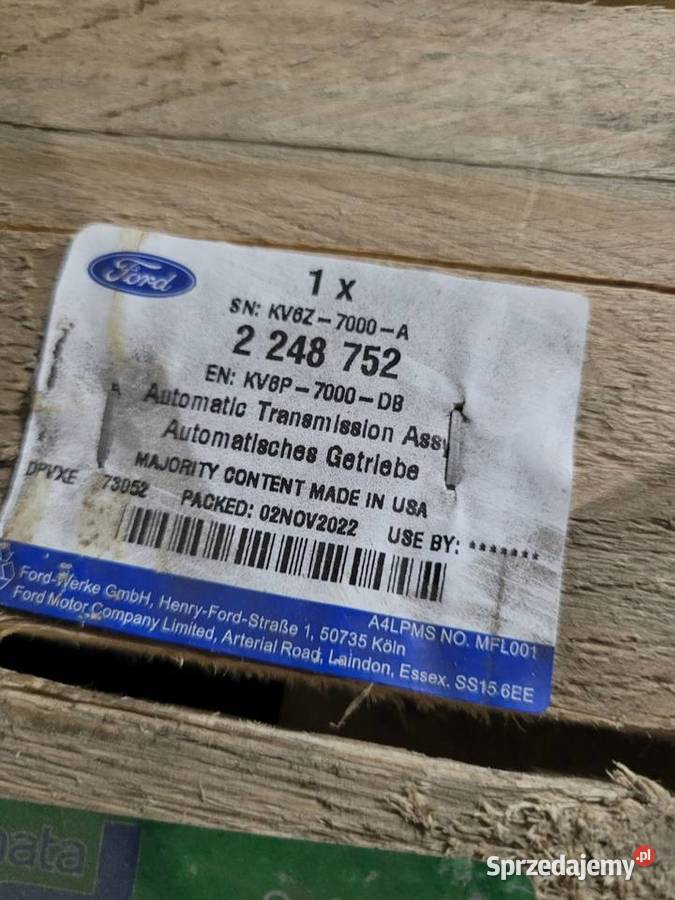 Ford
1 X
SN: KV6Z-7000-A
2 248 752
EN: KV6P-7000-DB
Automatic Transmission Assy
Automatisches Getriebe
MAJORITY CONTENT MADE IN USA
DPVXE 73052 PACKED: 02NOV2022 USE BY: *******
A4LPMS NO. MFL001
Ford-Werke GmbH, Henry-Ford-Straße 1, 50735 Köln
Ford Motor Company Limited, Arterial Road, Laindon, Essex. SS15 6EE
nata
Sprzedajemy.pl